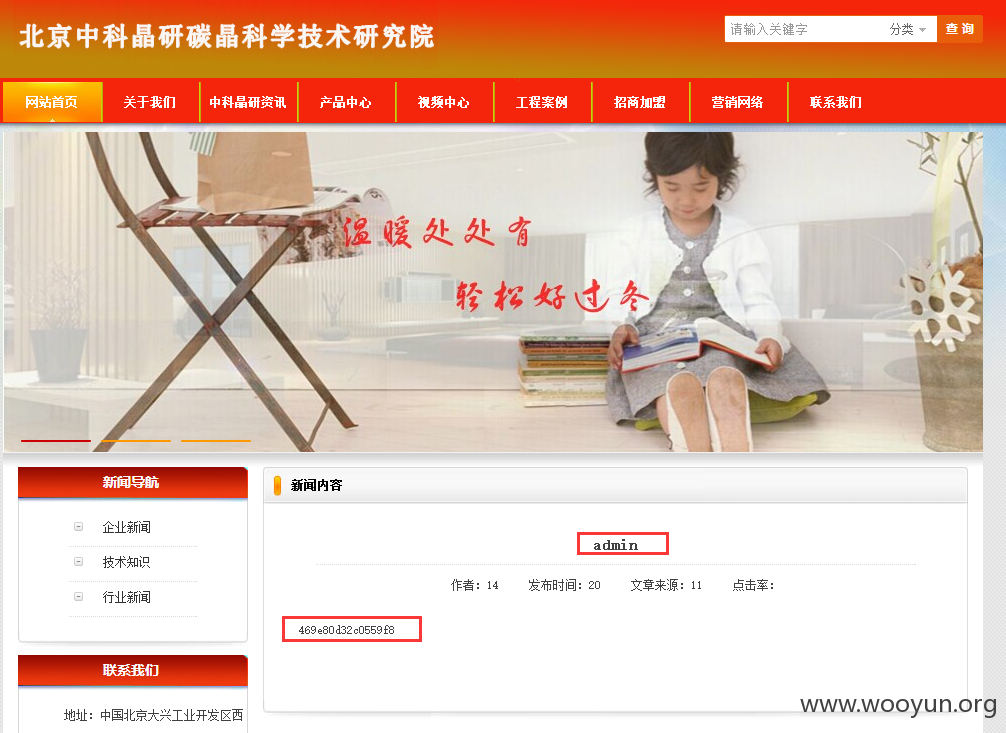 北京中科晶研碳晶科学技术研究院
请输入关键字 分类 查 询
网站首页 关于我们 中科晶研资讯 产品中心 视频中心 工程案例 招商加盟 营销网络 联系我们
温暖处处有
轻松好过冬
新闻导航
企业新闻
技术知识
行业新闻
联系我们
地址：中国北京大兴工业开发区西
新闻内容
admin
作者：14 发布时间：20 文章来源：11 点击率：
469e80d32c0559f8
www.wooyun.org